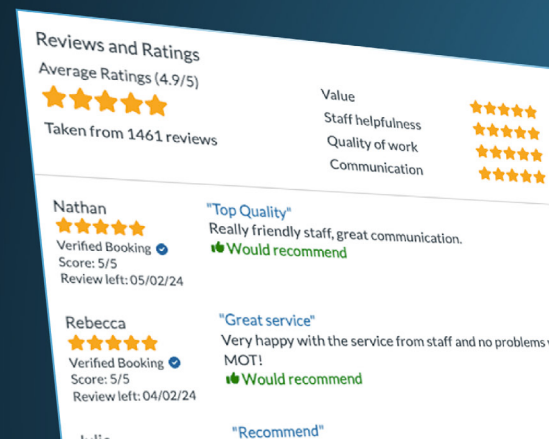 Reviews and Ratings
Average Ratings (4.9/5)
Taken from 1461 reviews
Value
Staff helpfulness
Quality of work
Communication
Nathan
Verified Booking
Score: 5/5
Review left: 05/02/24
"Top Quality"
Really friendly staff, great communication.
Would recommend
Rebecca
Verified Booking
Score: 5/5
Review left: 04/02/24
"Great service"
Very happy with the service from staff and no problems
MOT!
Would recommend
"Recommend"